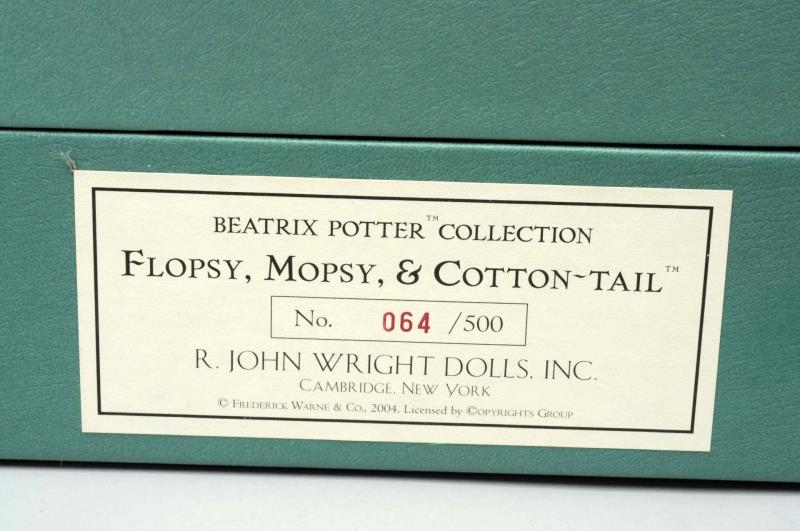 BEATRIX POTTER™ COLLECTION
FLOPSY, MOPSY, & COTTON~TAIL™
No. 064 /500
R. JOHN WRIGHT DOLLS, INC.
CAMBRIDGE, NEW YORK
© FREDERICK WARNE & CO., 2004, Licensed by ©OPYRIGHTS GROUP